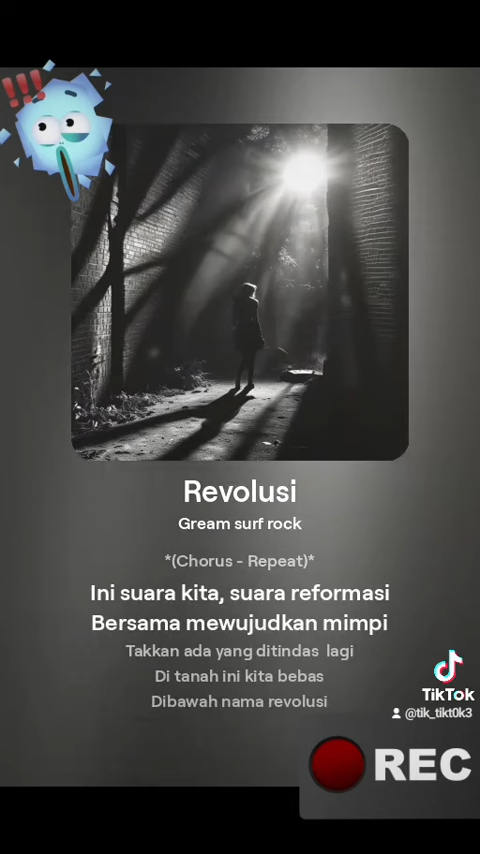 !!!
Revolusi
Gream surf rock
*(Chorus - Repeat)*
Ini suara kita, suara reformasi
Bersama mewujudkan mimpi
Takkan ada yang ditindas lagi
Di tanah ini kita bebas
Dibawah nama revolusi
TikTok
@tik_tikt0k3
REC